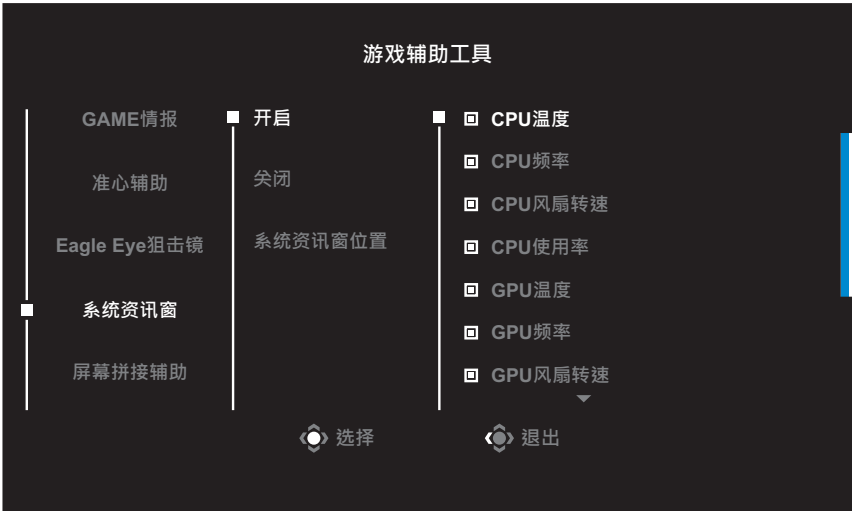 游戏辅助工具
GAME情报
准心辅助
Eagle Eye狙击镜
系统资讯窗
屏幕拼接辅助
开启
关闭
系统资讯窗位置
CPU温度
CPU频率
CPU风扇转速
CPU使用率
GPU温度
GPU频率
GPU风扇转速
选择
退出